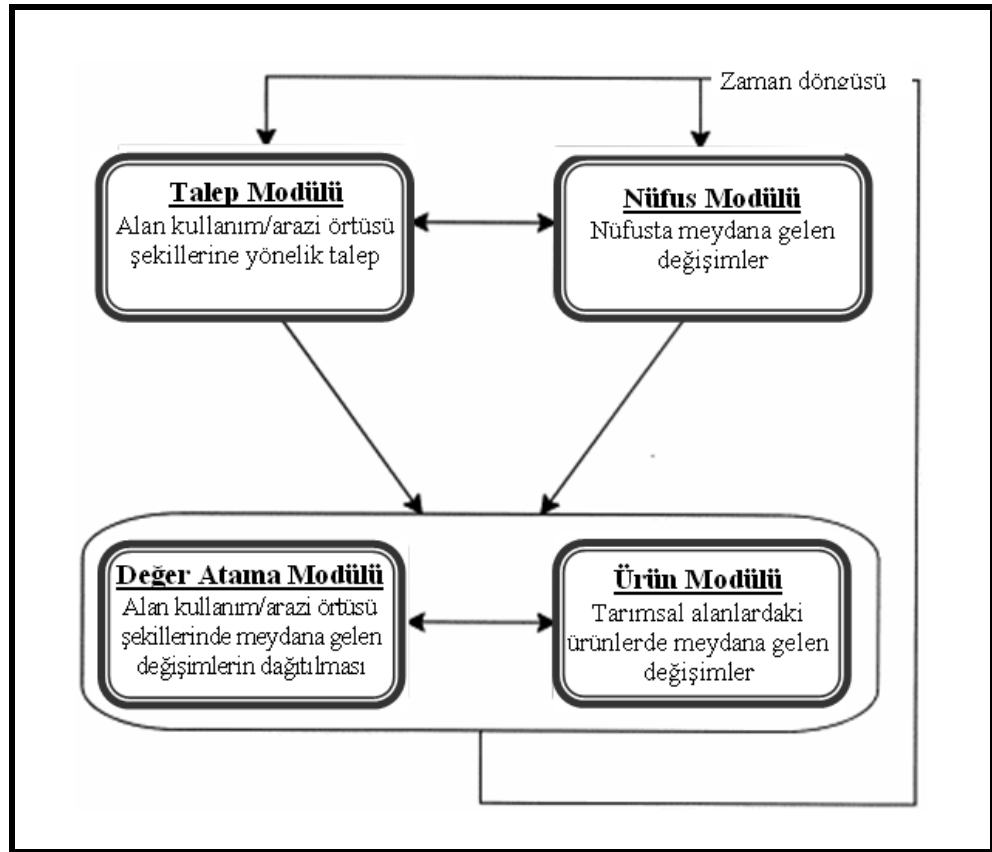 Zaman döngüsü
Talep Modülü
Alan kullanım/arazi örtüsü
şekillerine yönelik talep
Nüfus Modülü
Nüfusta meydana gelen
değişimler
Değer Atama Modülü
Alan kullanım/arazi örtüsü
şekillerinde meydana gelen
değişimlerin dağıtılması
Ürün Modülü
Tarımsal alanlardaki
ürünlerde meydana gelen
değişimler